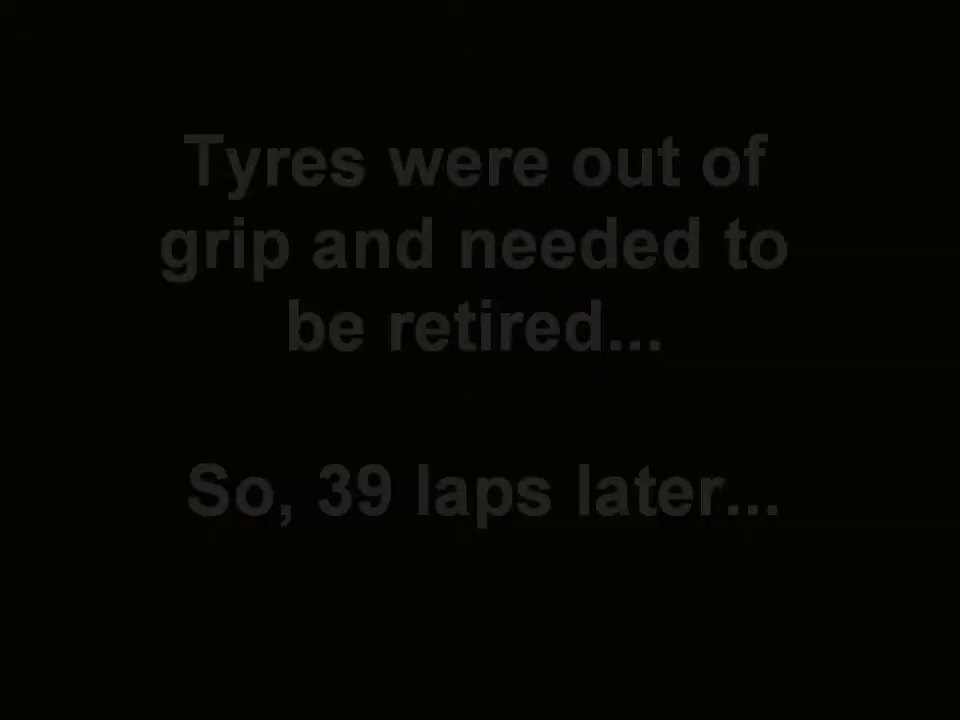 Tyres were out of
grip and needed to
be retired...
So, 39 laps later...